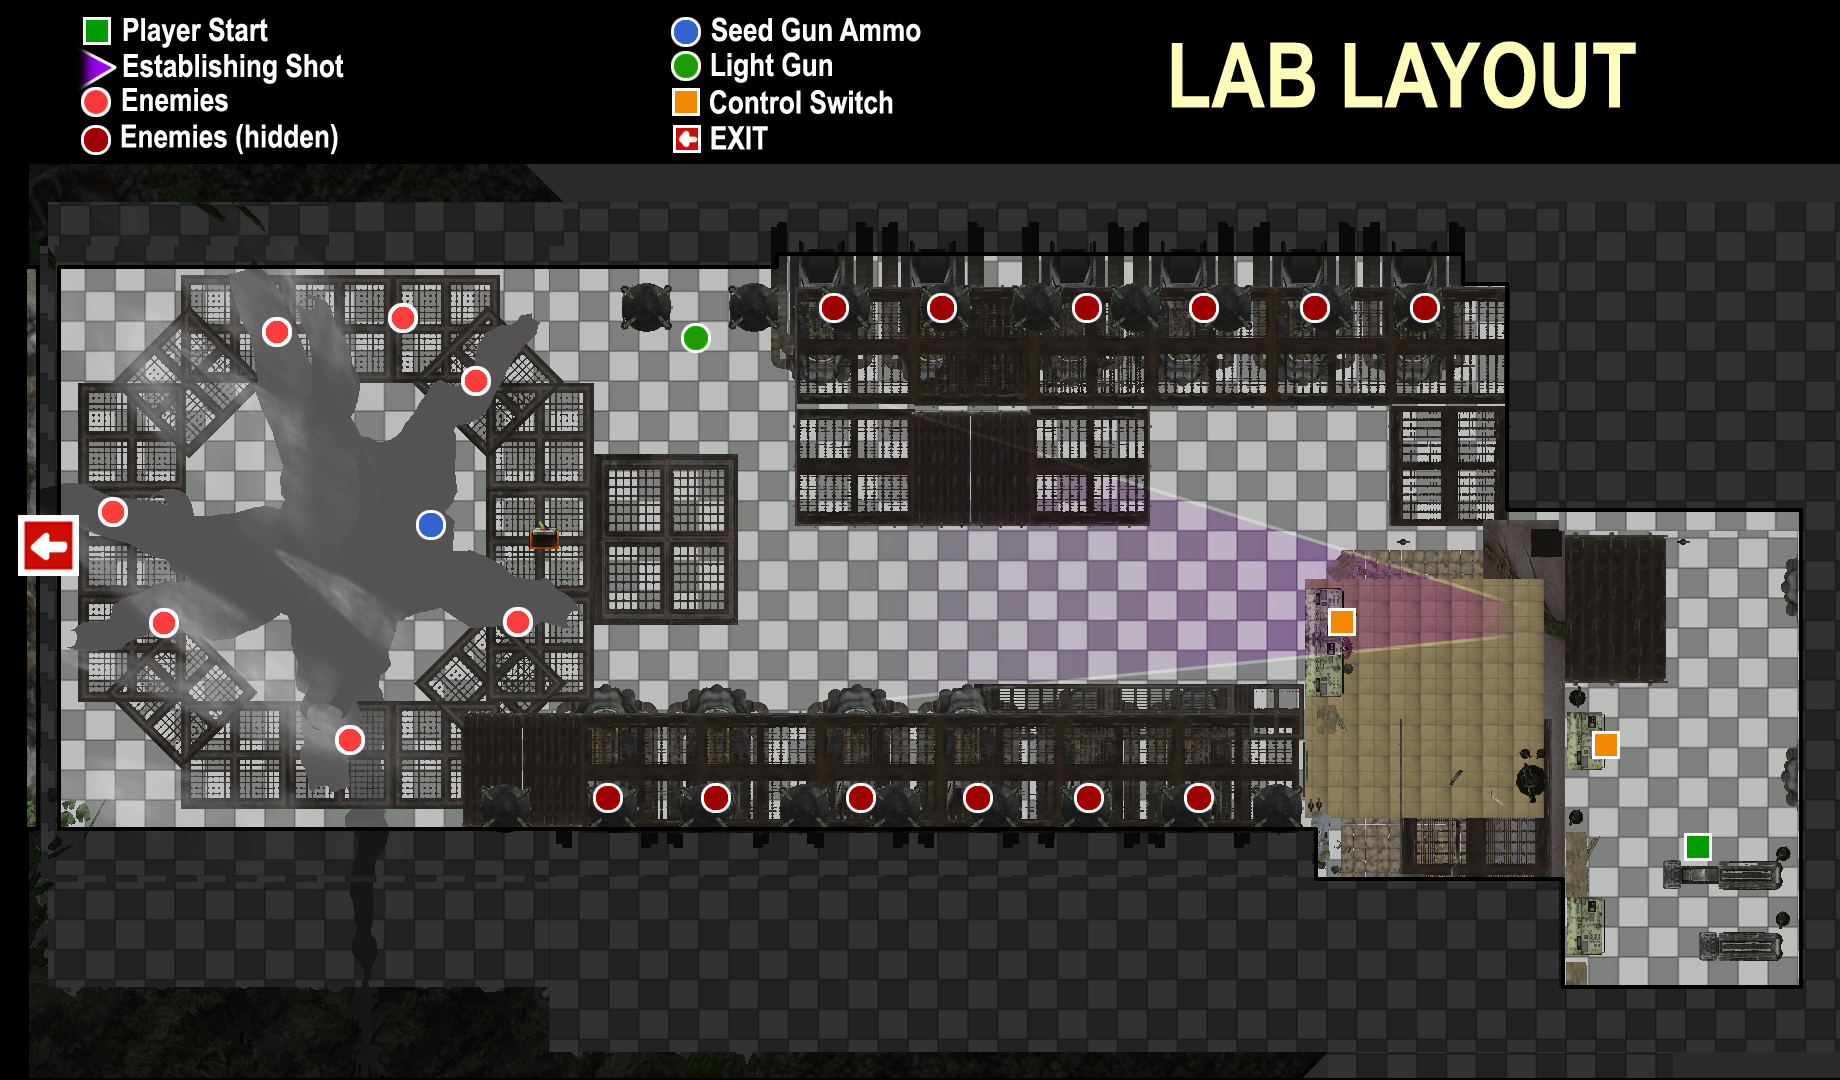 Player Start
Establishing Shot
Enemies
Enemies (hidden)
Seed Gun Ammo
Light Gun
Control Switch
EXIT
LAB LAYOUT